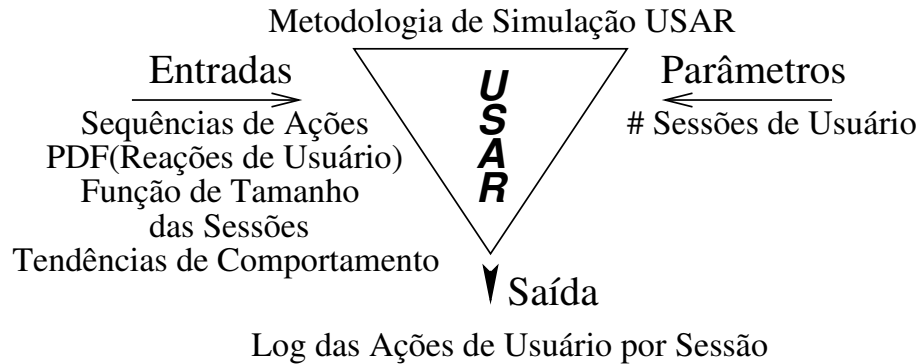 Metodologia de Simulação USAR
Entradas
Sequências de Ações
PDF(Reações de Usuário)
Função de Tamanho
das Sessões
Tendências de Comportamento
U
S
A
R
Parâmetros
# Sessões de Usuário
Saída
Log das Ações de Usuário por Sessão